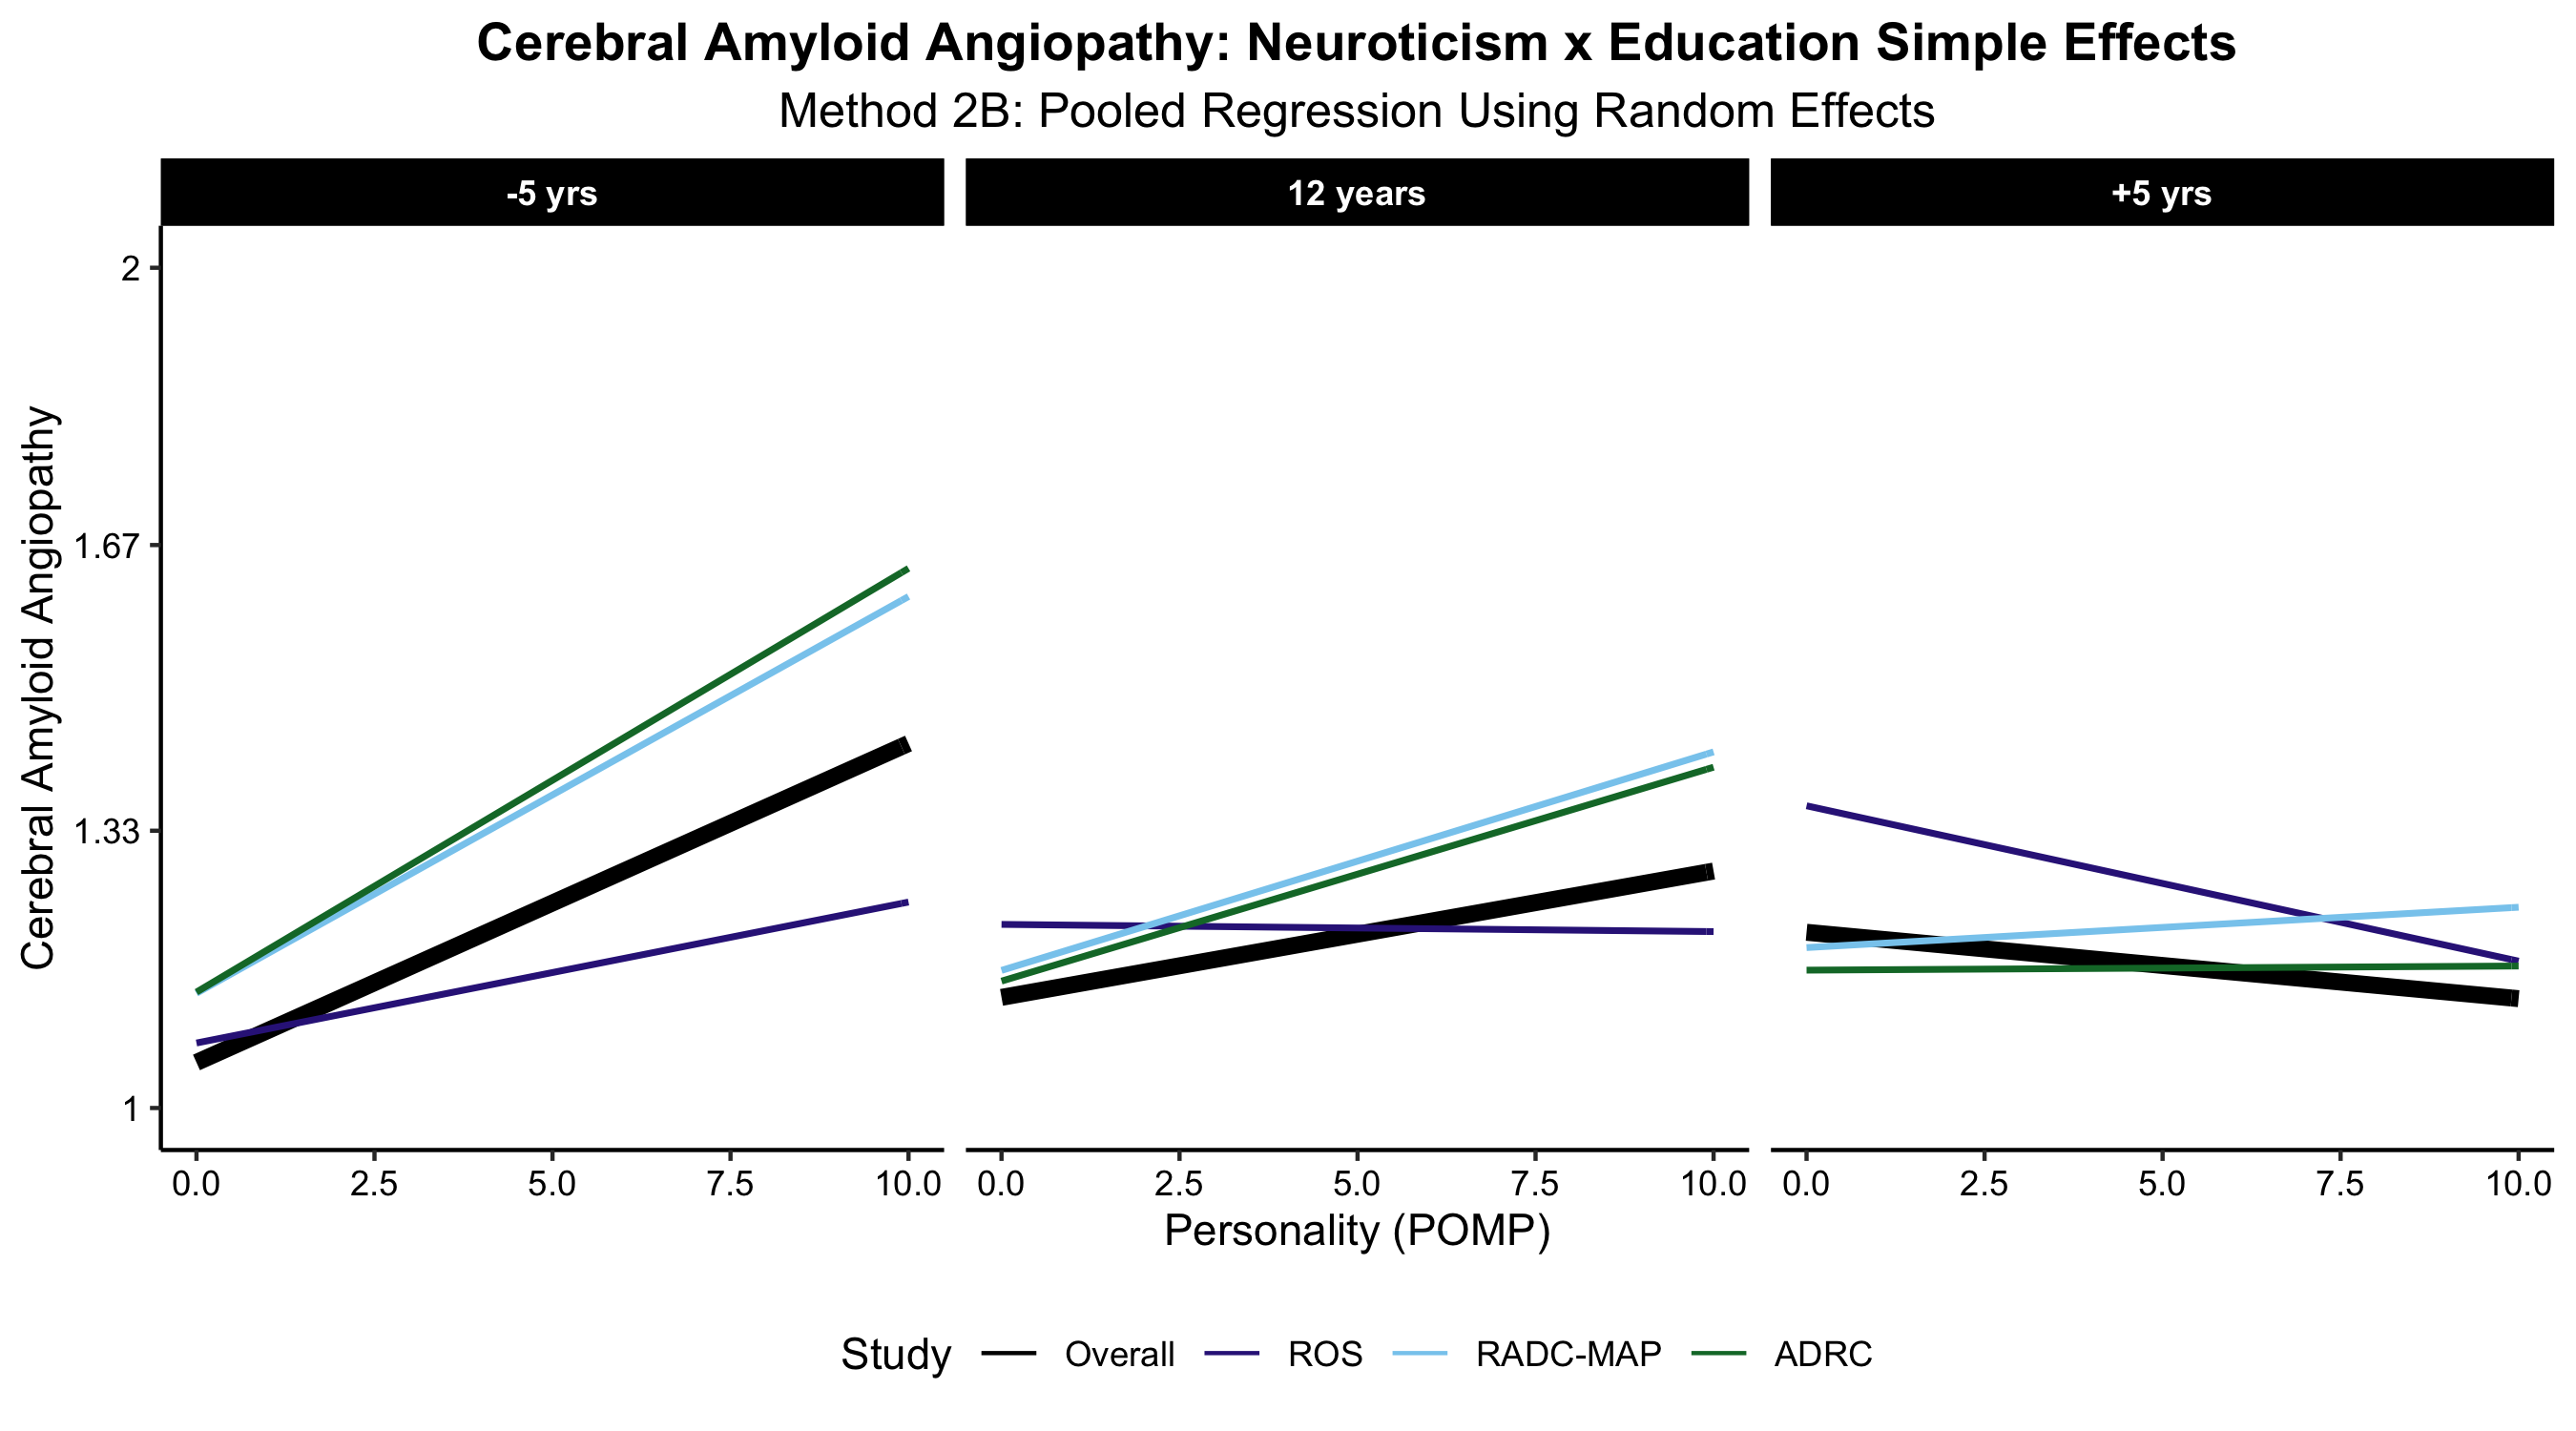 Cerebral Amyloid Angiopathy: Neuroticism x Education Simple Effects
Method 2B: Pooled Regression Using Random Effects
-5 yrs
12 years
+5 yrs
Cerebral Amyloid Angiopathy
2
1.67
1.33
1
0.0 2.5 5.0 7.5 10.0
0.0 2.5 5.0 7.5 10.0
0.0 2.5 5.0 7.5 10.0
Personality (POMP)
Study Overall ROS RADC-MAP ADRC